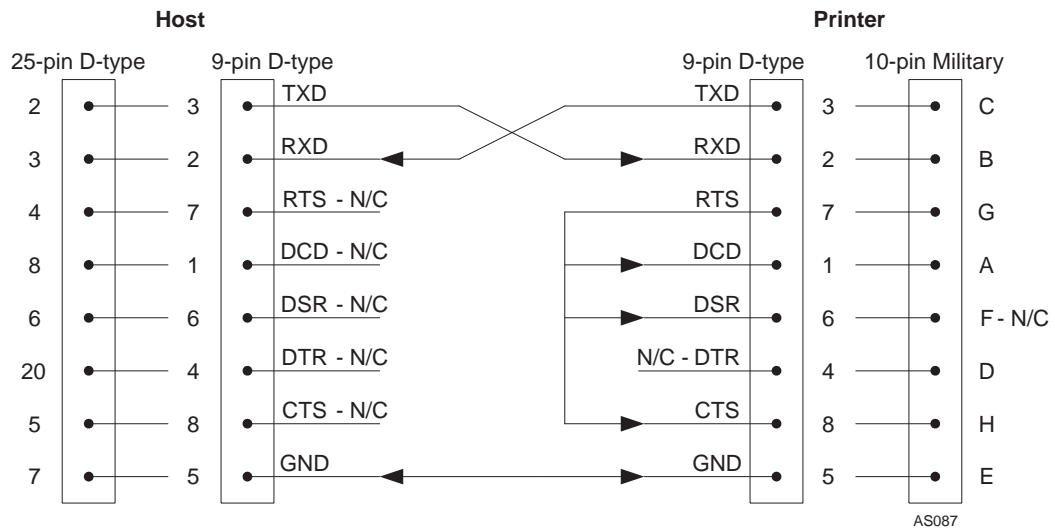 Host Printer
25-pin D-type 9-pin D-type 9-pin D-type 10-pin Military
2 3 TXD TXD 3 C
3 2 RXD RXD 2 B
4 7 RTS - N/C RTS 7 G
8 1 DCD - N/C DCD 1 A
6 6 DSR - N/C DSR 6 F - N/C
20 4 DTR - N/C N/C - DTR 4 D
5 8 CTS - N/C CTS 8 H
7 5 GND GND 5 E
AS087